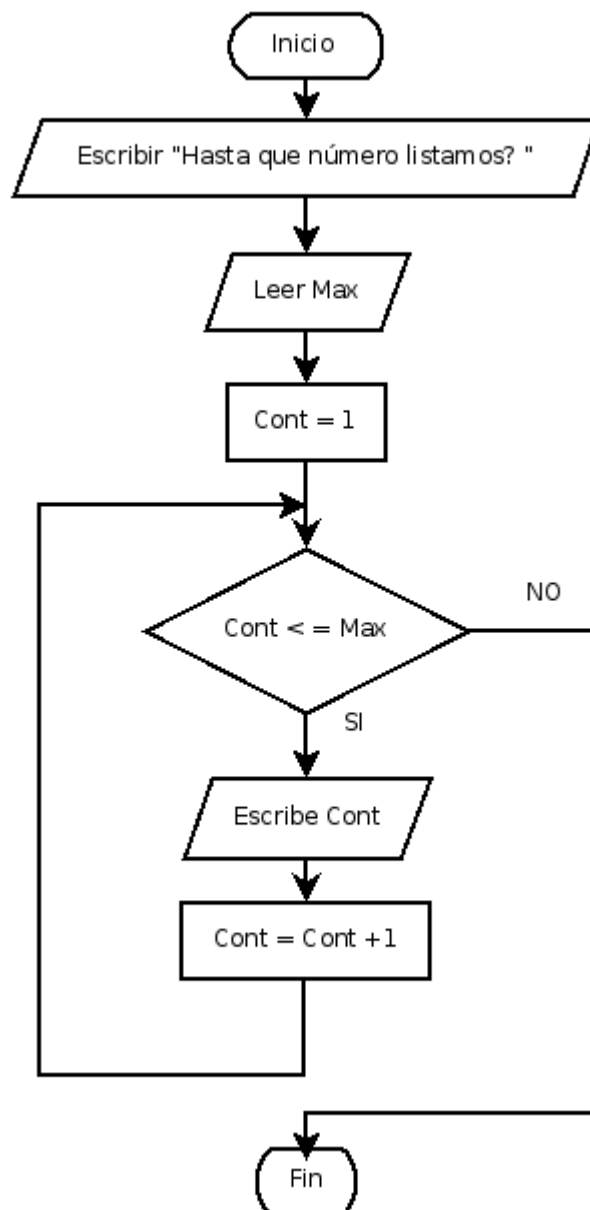 Inicio
Escribir "Hasta que número listamos? "
Leer Max
Cont = 1
Cont < = Max
NO
SI
Escribe Cont
Cont = Cont +1
Fin